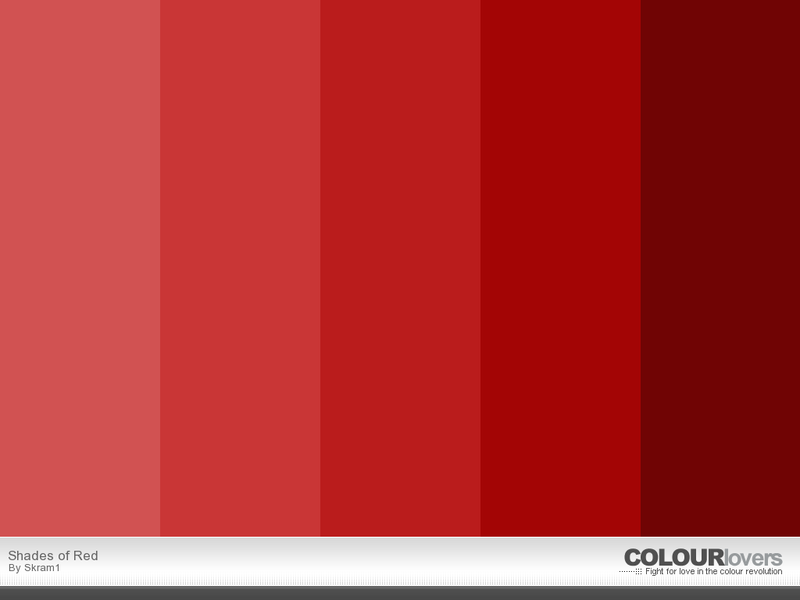 Shades of Red
By Skram1
COLOURlovers
Fight for love in the colour revolution